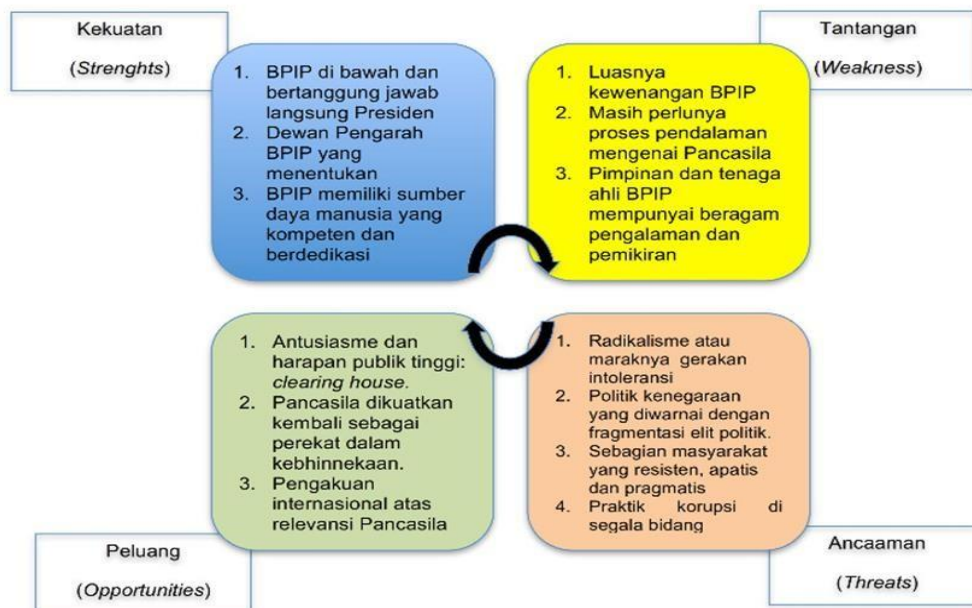 Kekuatan
(Strenghts)
1. BPIP di bawah dan
bertanggung jawab
langsung Presiden
2. Dewan Pengarah
BPIP yang
menentukan
3. BPIP memiliki sumber
daya manusia yang
kompeten dan
berdedikasi
Tantangan
(Weakness)
1. Luasnya
kewenangan BPIP
2. Masih perlunya
proses pendalaman
mengenai Pancasila
3. Pimpinan dan tenaga
ahli BPIP
mempunyai beragam
pengalaman dan
pemikiran
1. Antusiasme dan
harapan publik tinggi:
clearing house.
2. Pancasila dikuatkan
kembali sebagai
perekat dalam
kebhinnekaan.
3. Pengakuan
internasional atas
relevansi Pancasila
Peluang
(Opportunities)
1. Radikalisme atau
maraknya gerakan
intoleransi
2. Politik kenegaraan
yang diwarnai dengan
fragmentasi elit politik.
3. Sebagian masyarakat
yang resisten, apatis
dan pragmatis
4. Praktik korupsi di
segala bidang
Ancaaman
(Threats)